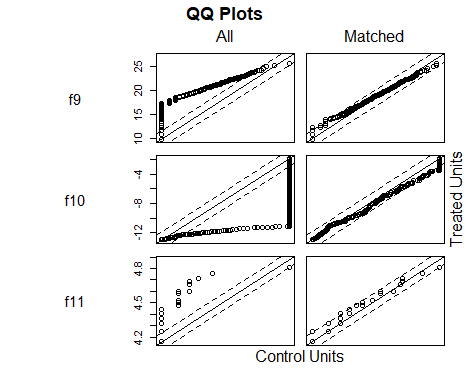 QQ Plots
All Matched
f9
25
20
15
10
f10
-4
-8
-12
f11
4.8
4.5
4.2
Treated Units
Control Units